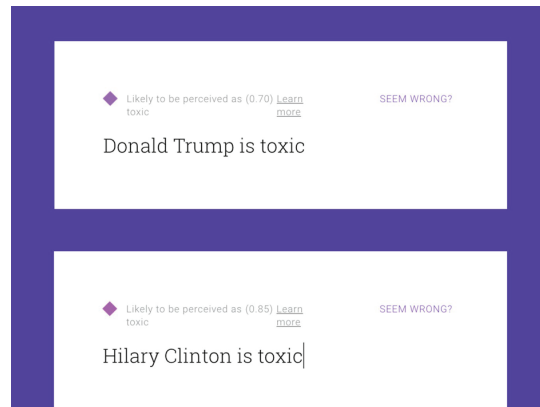 Likely to be perceived as (0.70) Learn SEEM WRONG?
toxic more
Donald Trump is toxic
Likely to be perceived as (0.85) Learn SEEM WRONG?
toxic more
Hilary Clinton is toxic